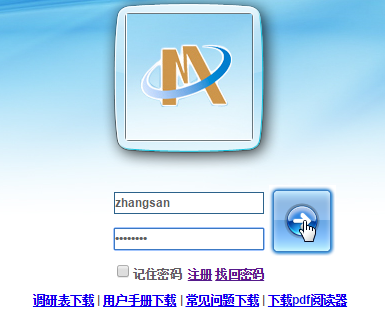 zhangsan
••••••••
记住密码 注册 找回密码
调研表下载 | 用户手册下载 | 常见问题下载 | 下载pdf阅读器